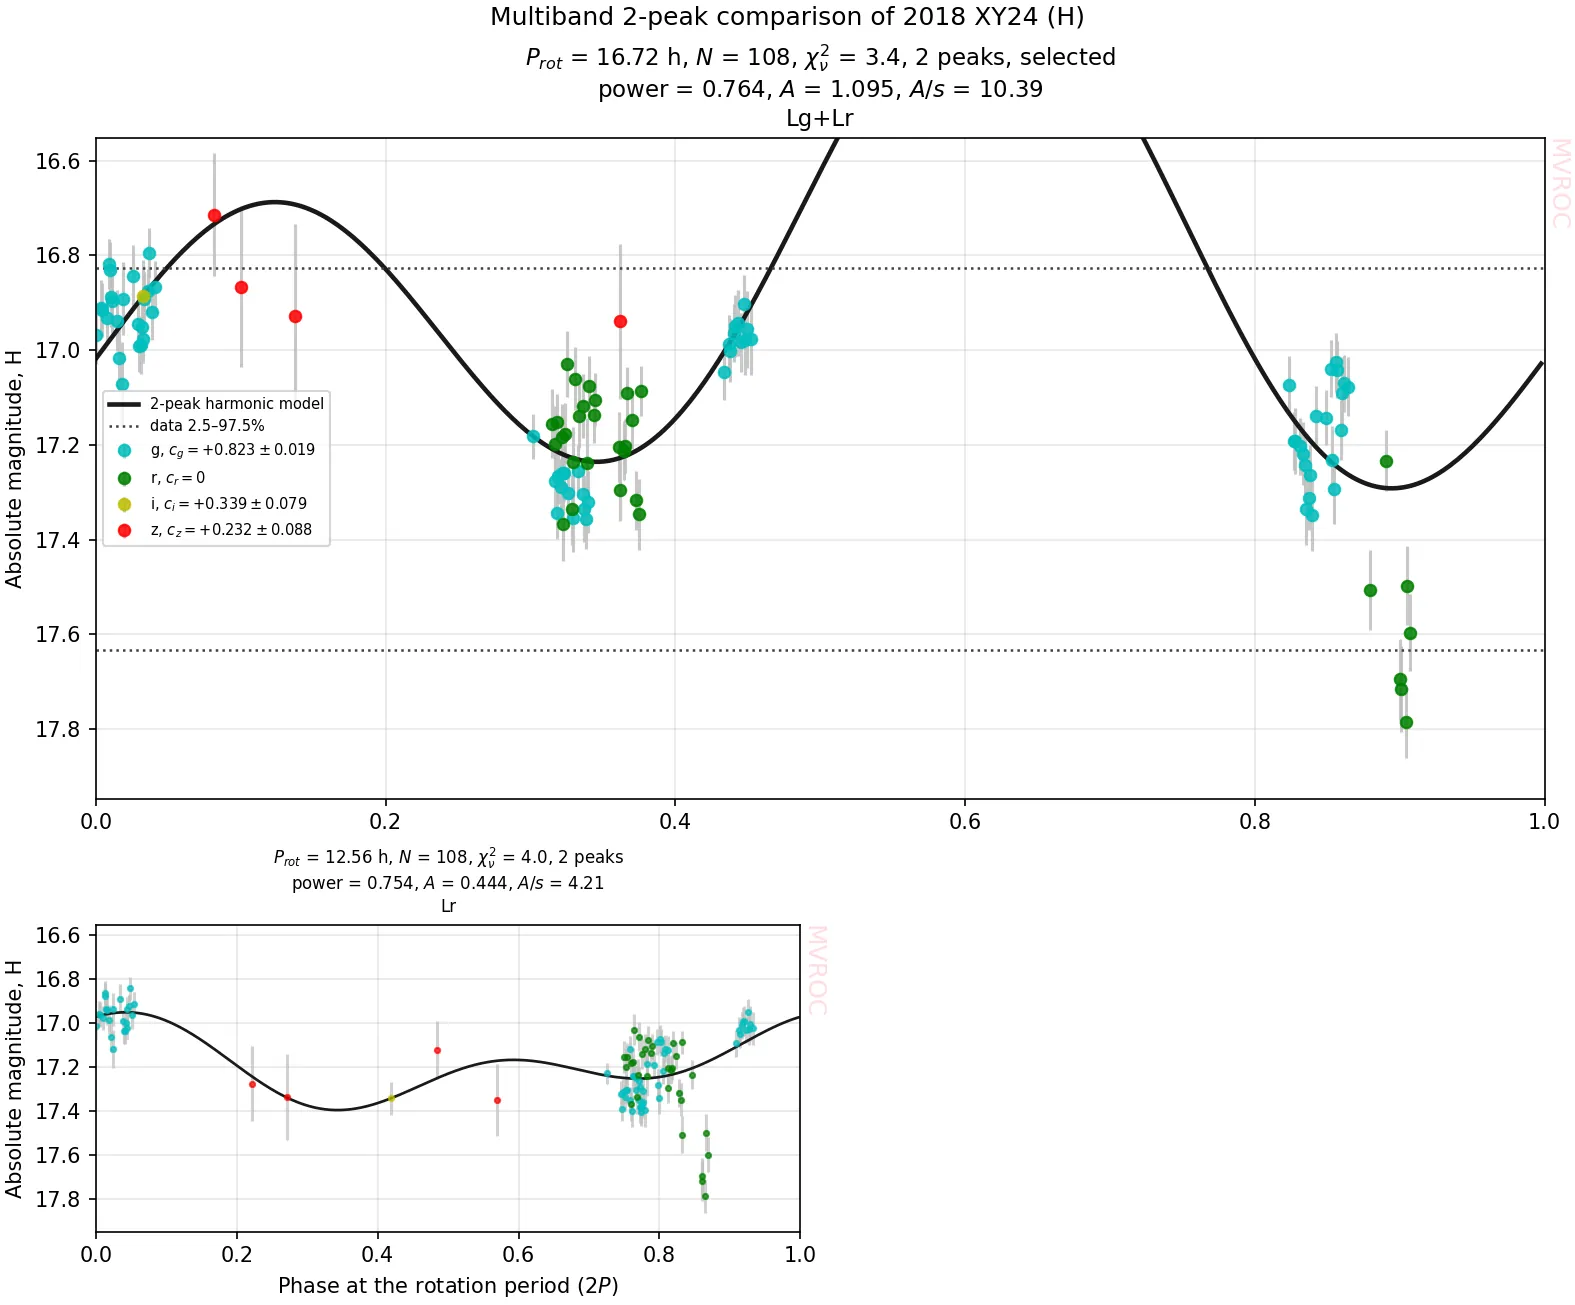 Multiband 2-peak comparison of 2018 XY24 (H)
P_rot = 16.72 h, N = 108, χ²_ν = 3.4, 2 peaks, selected
power = 0.764, A = 1.095, A/s = 10.39
Lg+Lr
Absolute magnitude, H
16.6
16.8
17.0
17.2
17.4
17.6
17.8
2-peak harmonic model
data 2.5–97.5%
g, c_g = +0.823 ± 0.019
r, c_r = 0
i, c_i = +0.339 ± 0.079
z, c_z = +0.232 ± 0.088
0.0 0.2 0.4 0.6 0.8 1.0
MVROC
P_rot = 12.56 h, N = 108, χ²_ν = 4.0, 2 peaks
power = 0.754, A = 0.444, A/s = 4.21
Lr
Absolute magnitude, H
16.6
16.8
17.0
17.2
17.4
17.6
17.8
0.0 0.2 0.4 0.6 0.8 1.0
Phase at the rotation period (2P)
MVROC